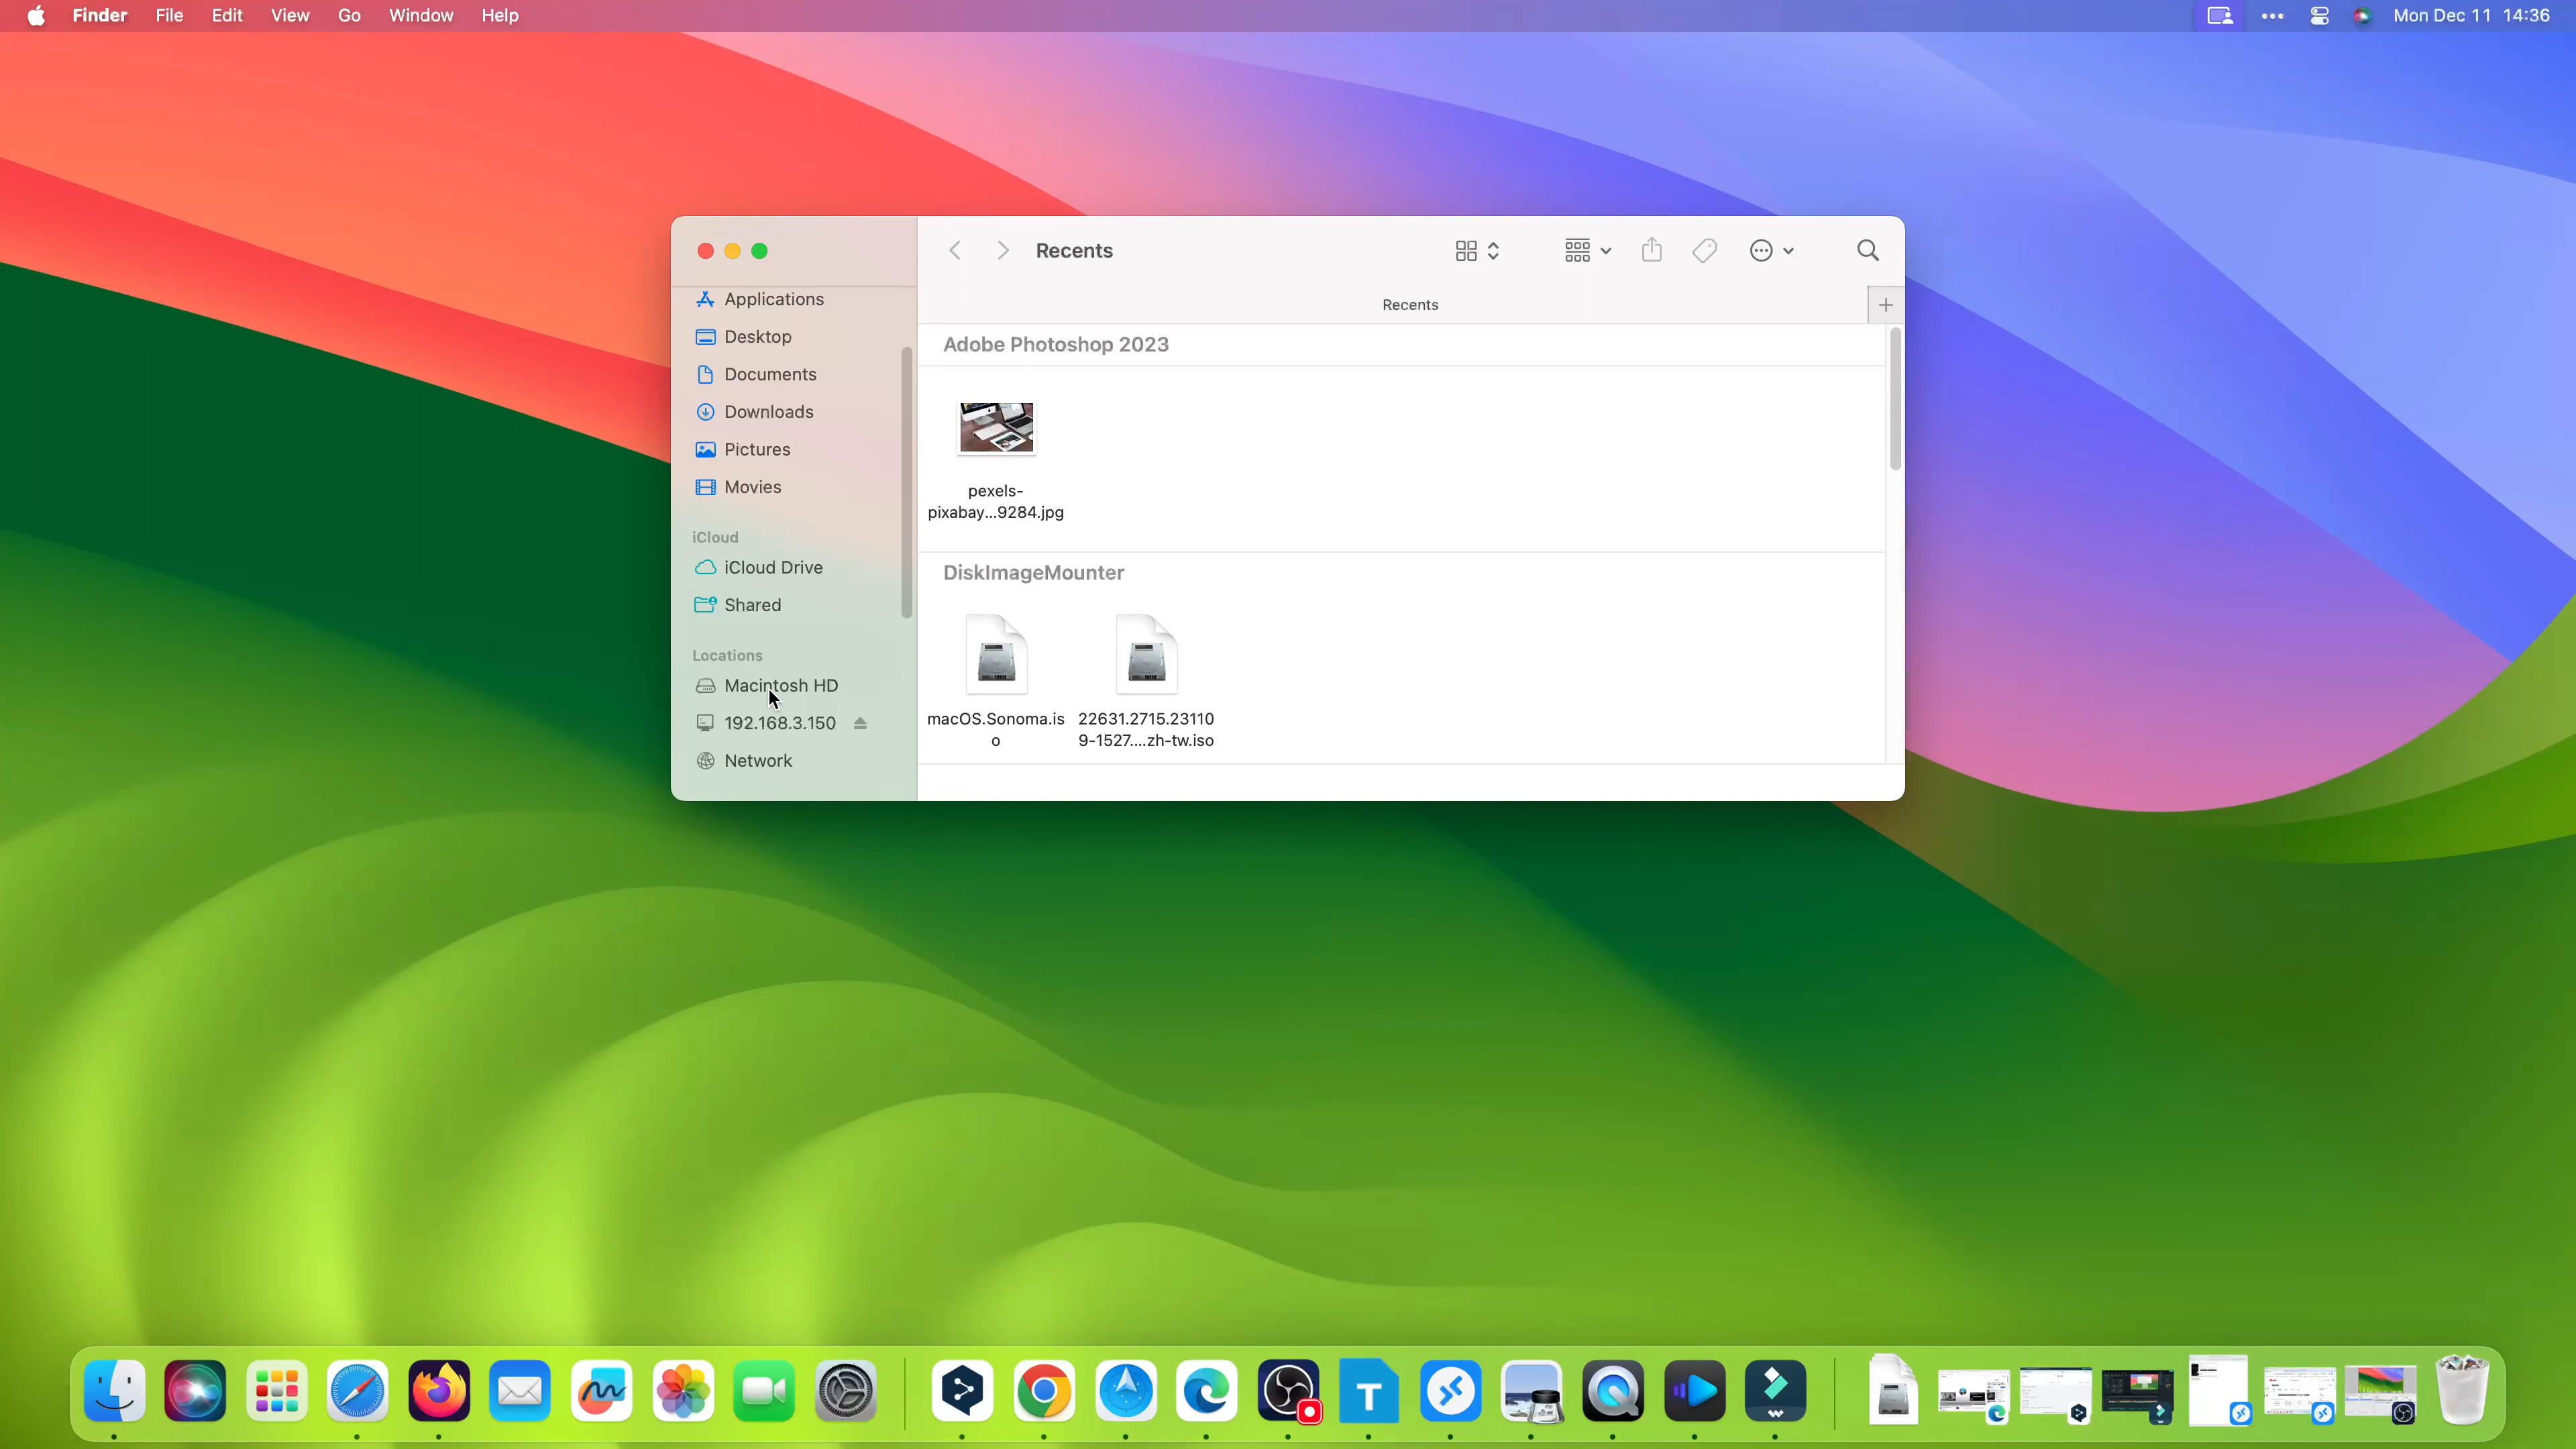 Finder File Edit View Go Window Help
Mon Dec 11 14:36
Recents
Applications
Desktop
Documents
Downloads
Pictures
Movies
iCloud
iCloud Drive
Shared
Locations
Macintosh HD
192.168.3.150
Network
Recents
Adobe Photoshop 2023
pexels-
pixabay...9284.jpg
DiskImageMounter
macOS.Sonoma.is
o
22631.2715.23110
9-1527....zh-tw.iso
T